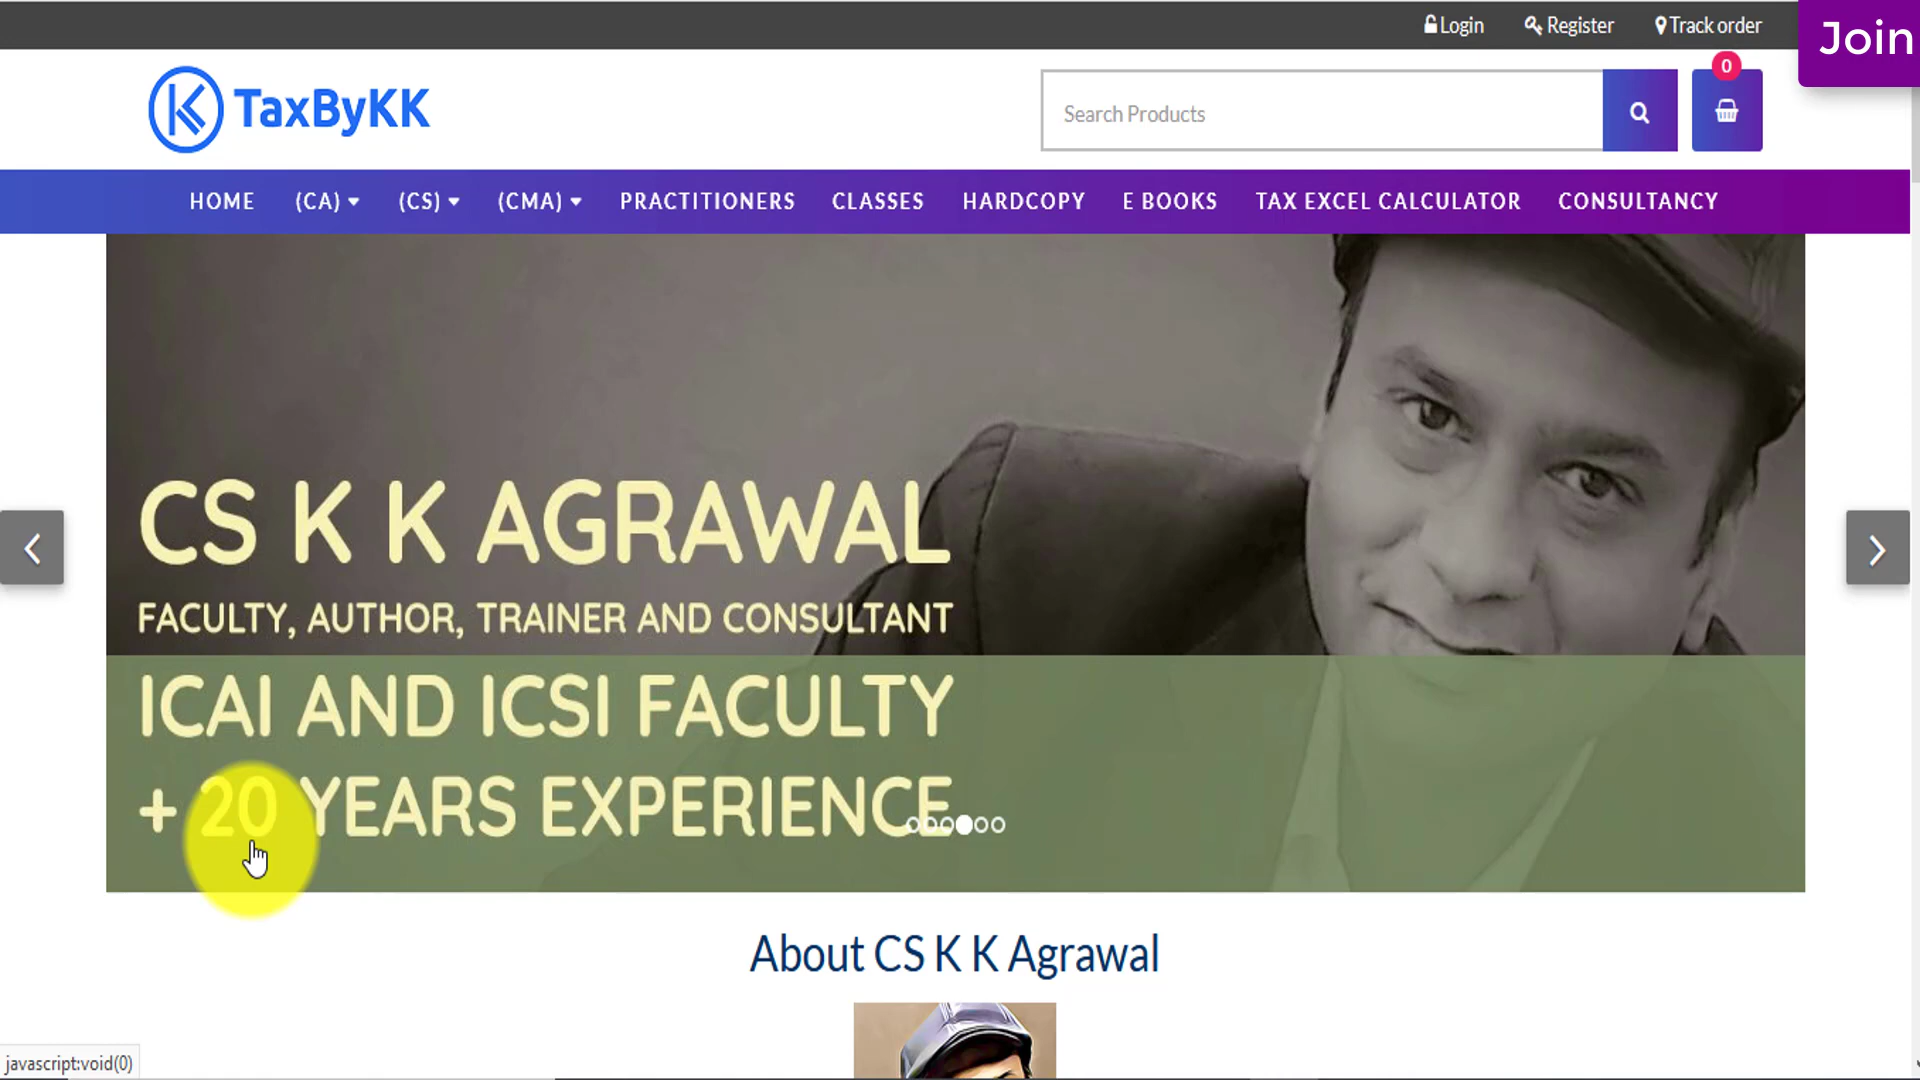 Login Register Track order Join
TaxByKK
Search Products
0
HOME (CA) (CS) (CMA) PRACTITIONERS CLASSES HARDCOPY E BOOKS TAX EXCEL CALCULATOR CONSULTANCY
CS K K AGRAWAL
FACULTY, AUTHOR, TRAINER AND CONSULTANT
ICAI AND ICSI FACULTY
+ 20 YEARS EXPERIENCE
About CS K K Agrawal
javascript:void(0)